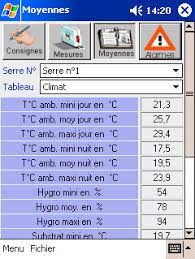 Moyennes 14:20
Consignes Mesures Moyennes Alarmes
Serre N° Serre n°1
Tableau Climat
T°C amb. mini jour en °C 21,3
T°C amb. moy jour en °C 25,7
T°C amb. maxi jour en °C 29,4
T°C amb. mini nuit en °C 17,5
T°C amb. moy nuit en °C 19,5
T°C amb. maxi nuit en °C 23,9
Hygro mini en % 54
Hygro moy. en % 78
Hygro maxi en % 94
Substrat mini en °C 19,7
Menu Fichier